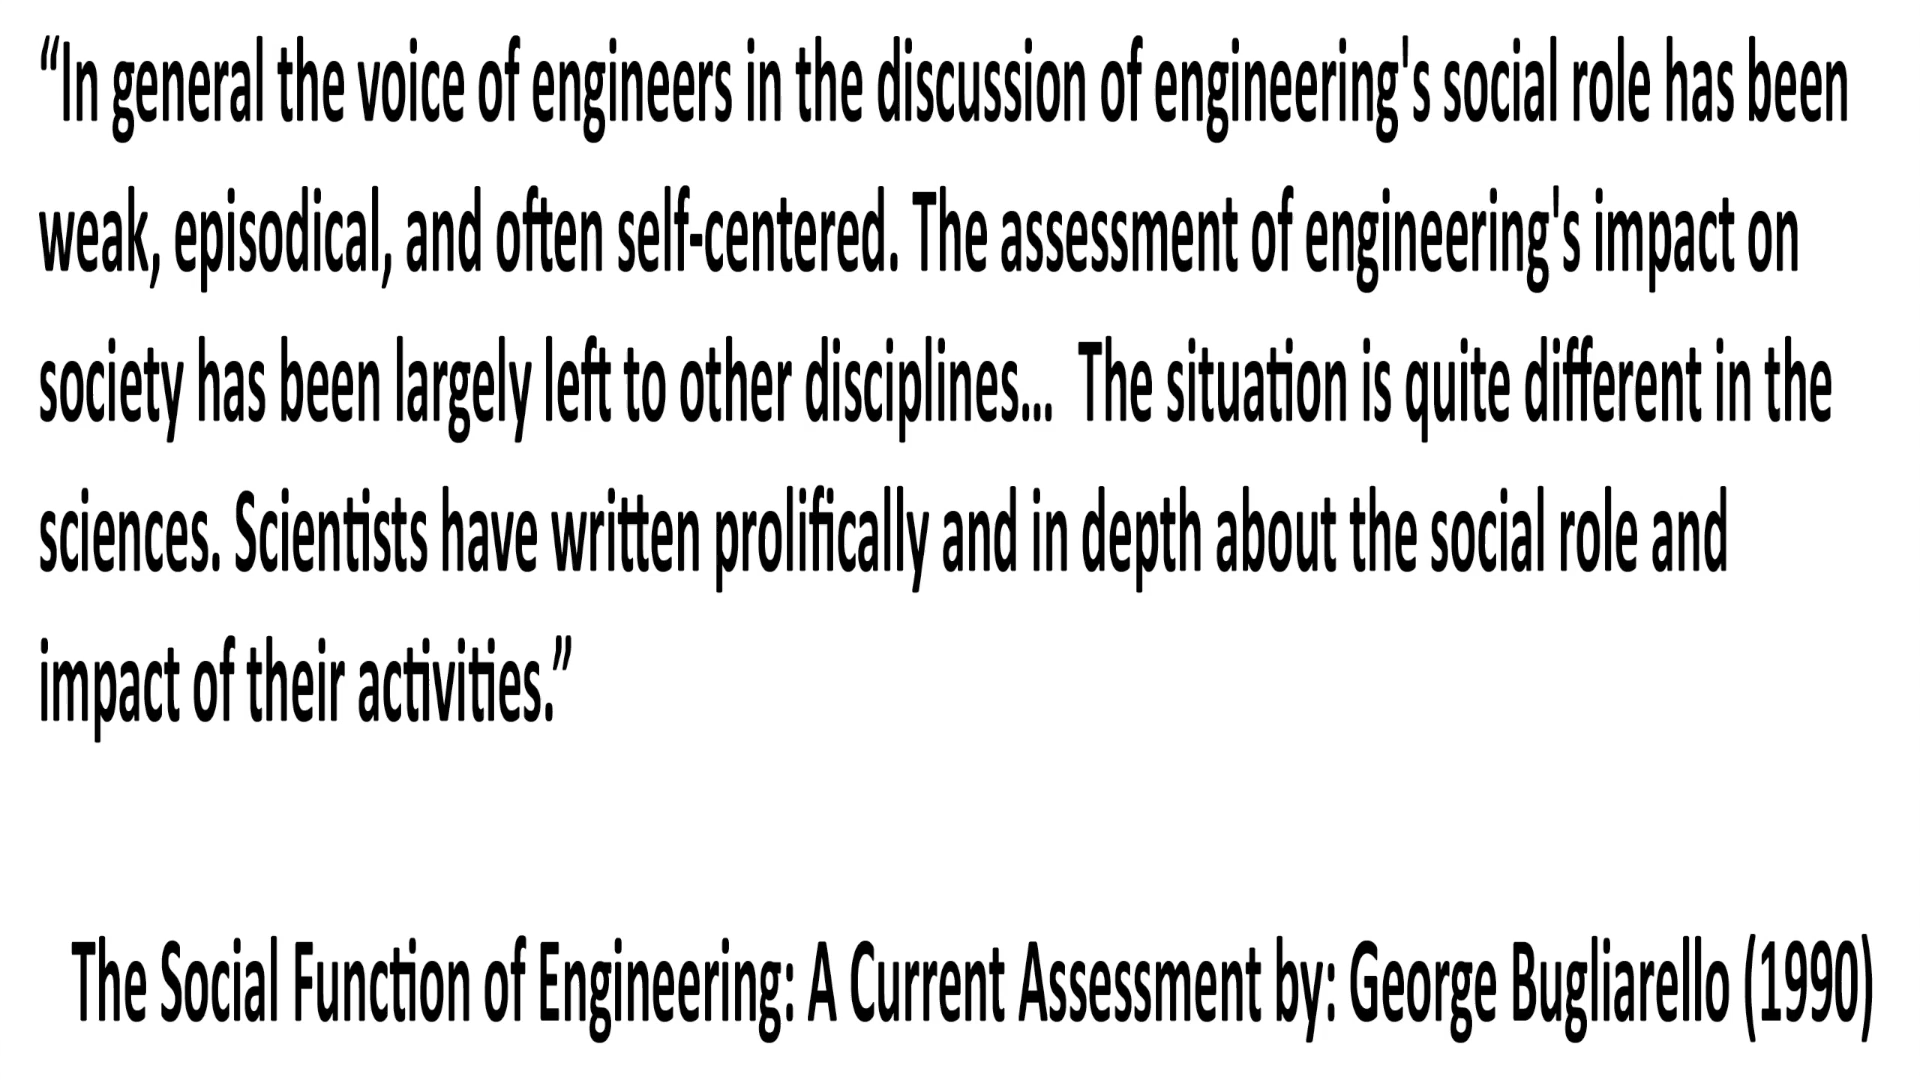 “In general the voice of engineers in the discussion of engineering's social role has been
weak, episodical, and often self-centered. The assessment of engineering's impact on
society has been largely left to other disciplines...  The situation is quite different in the
sciences. Scientists have written prolifically and in depth about the social role and
impact of their activities.”
The Social Function of Engineering: A Current Assessment by: George Bugliarello (1990)